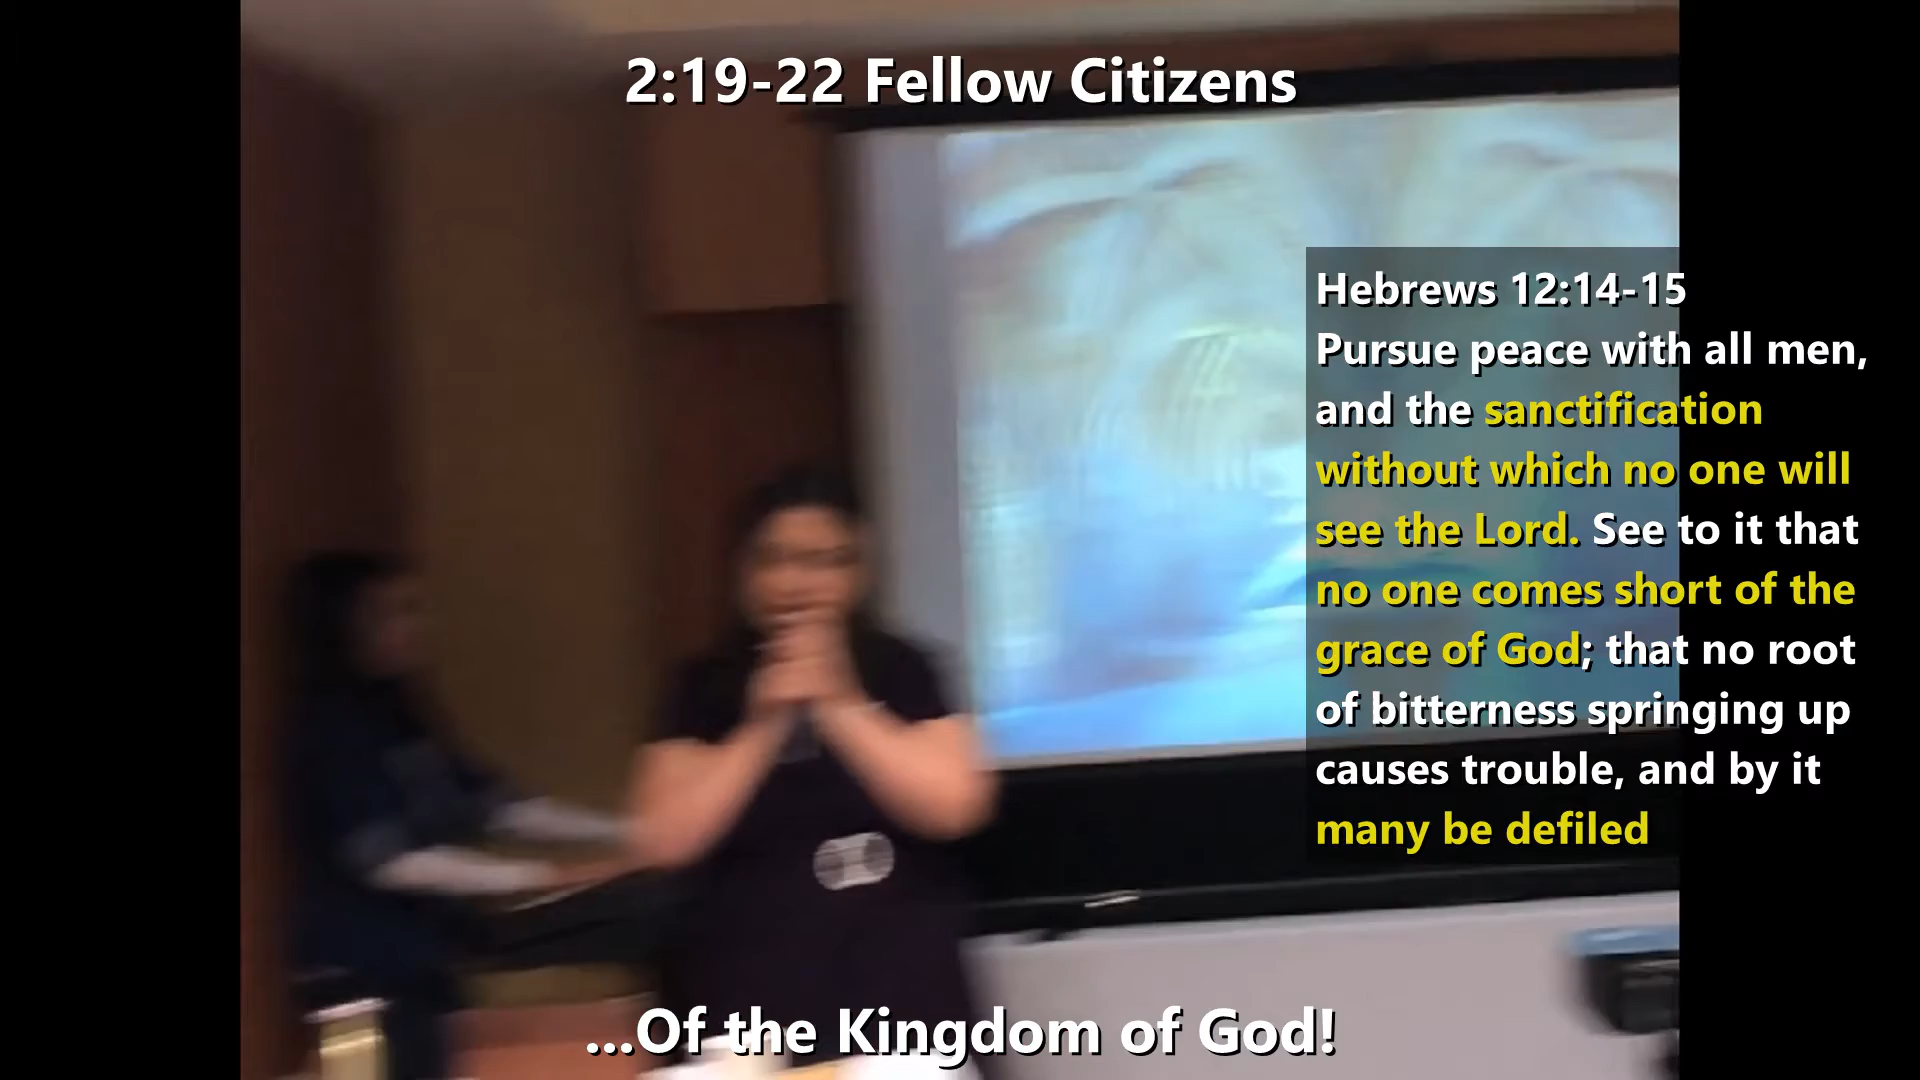 2:19-22 Fellow Citizens
Hebrews 12:14-15
Pursue peace with all men,
and the sanctification
without which no one will
see the Lord. See to it that
no one comes short of the
grace of God; that no root
of bitterness springing up
causes trouble, and by it
many be defiled
...Of the Kingdom of God!